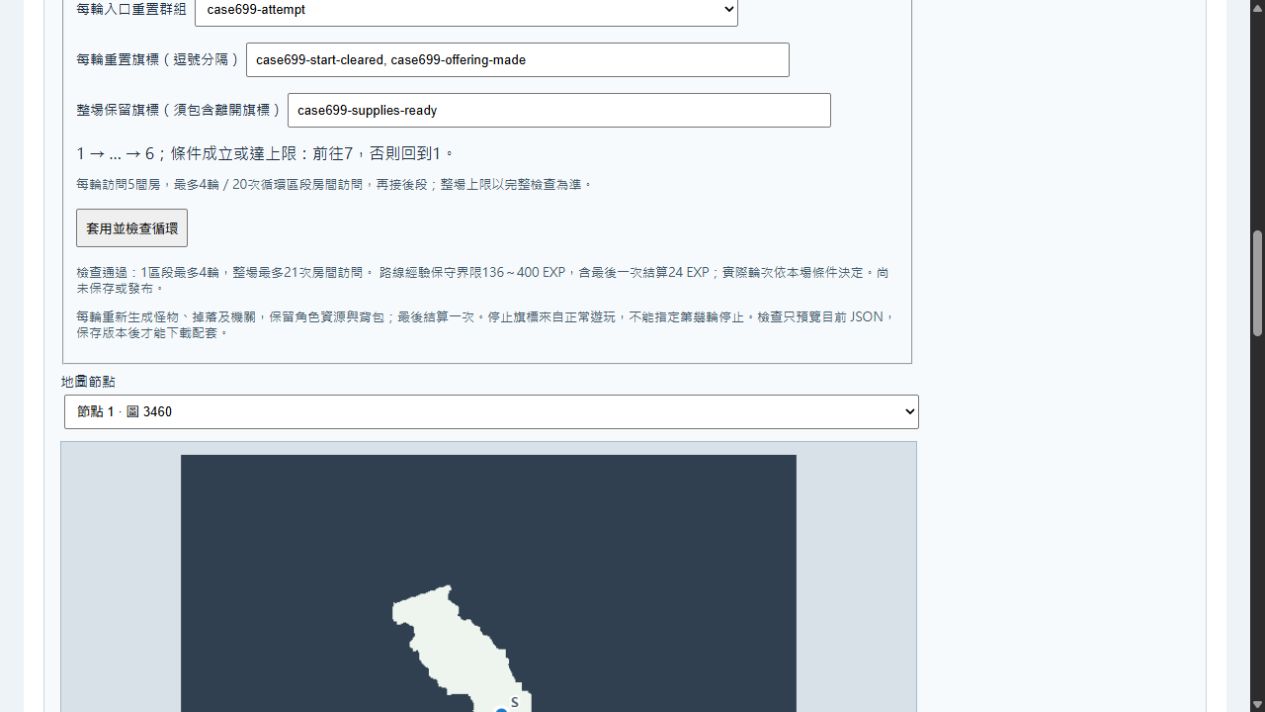 每輪入口重置群組 case699-attempt
每輪重置旗標（逗號分隔） case699-start-cleared, case699-offering-made
整場保留旗標（須包含離開旗標） case699-supplies-ready
1 → ... → 6；條件成立或達上限：前往7，否則回到1。
每輪訪問5間房，最多4輪 / 20次循環區段房間訪問，再接後段；整場上限以完整檢查為準。
套用並檢查循環
檢查通過：1區段最多4輪，整場最多21次房間訪問。 路線經驗保守界限136～400 EXP，含最後一次結算24 EXP；實際輪次依本場條件決定。尚
未保存或發布。
每輪重新生成怪物、掉落及機關，保留角色資源與背包；最後結算一次。停止旗標來自正常遊玩，不能指定第幾輪停止。檢查只預覽目前 JSON，
保存版本後才能下載配套。
地圖節點
節點 1 · 圖 3460
S